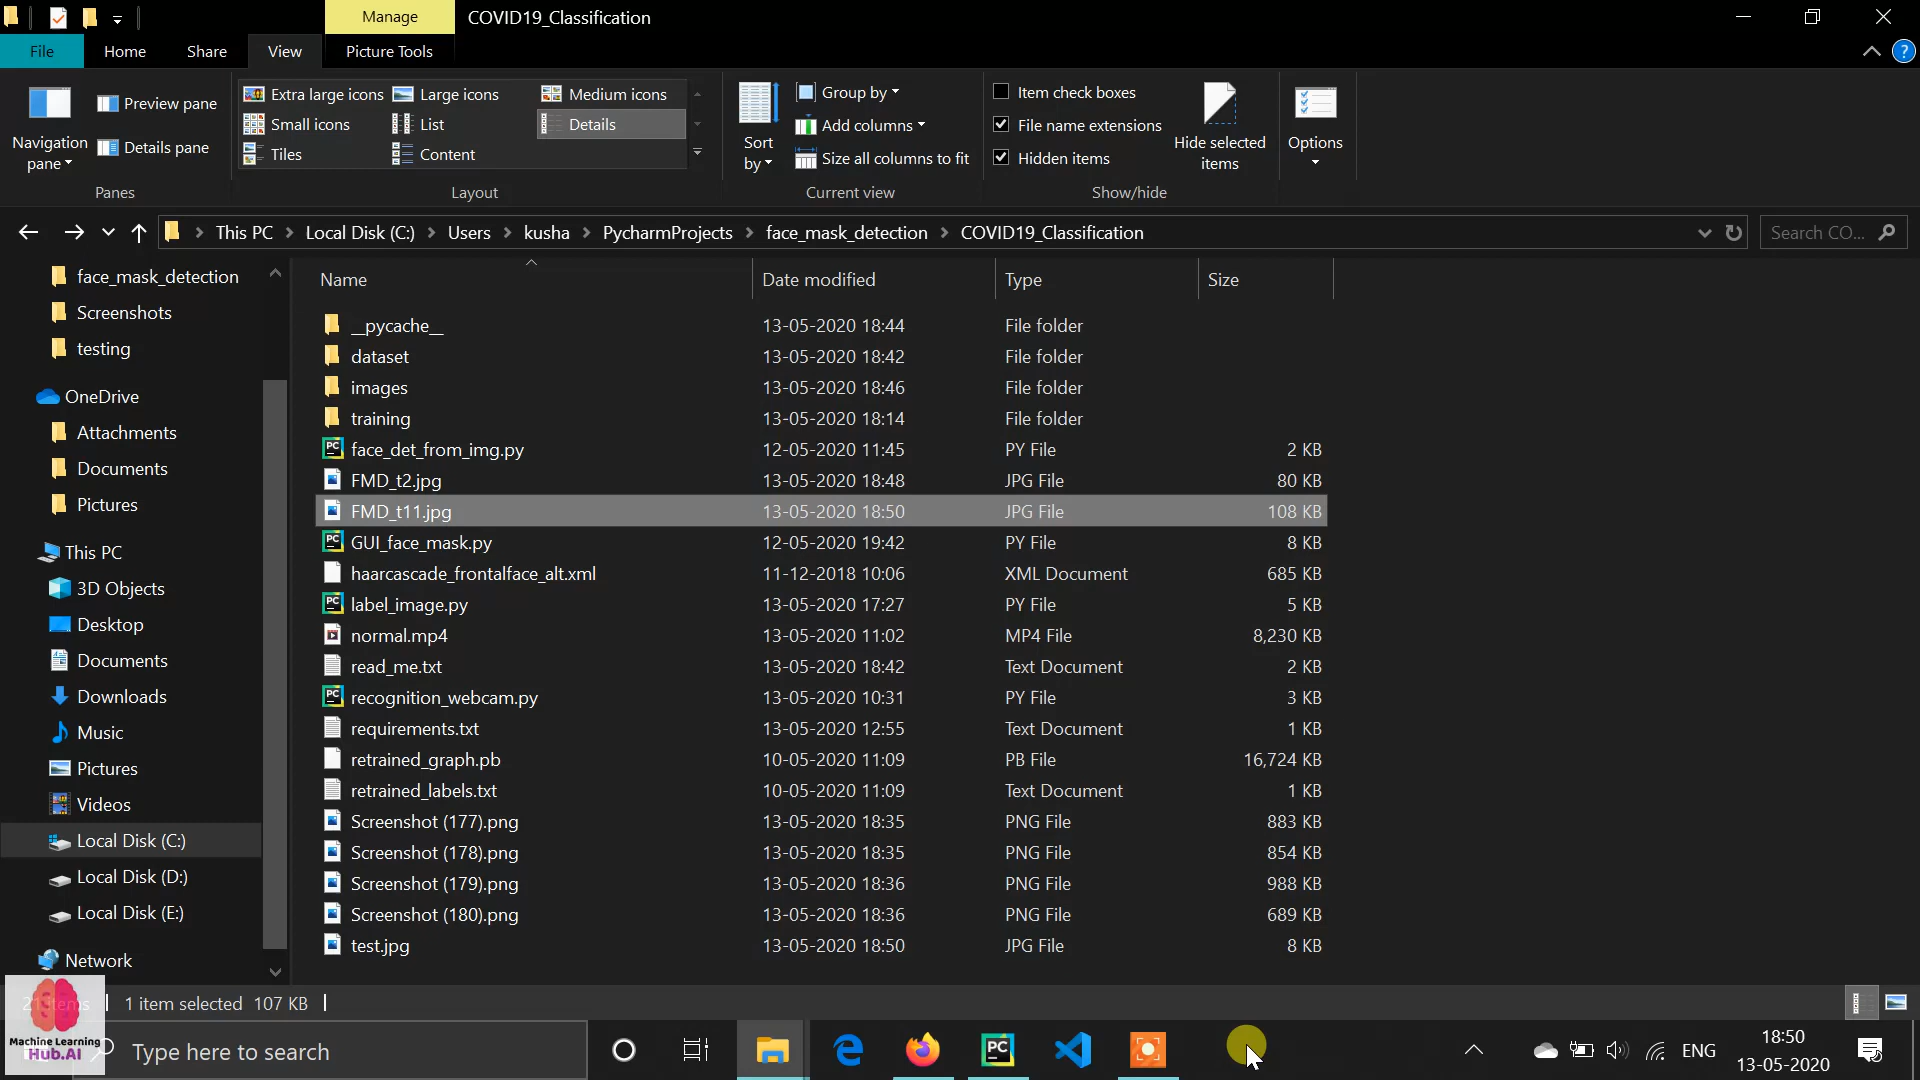 Manage
COVID19_Classification
File
Home
Share
View
Picture Tools
Navigation pane
Preview pane
Details pane
Panes
Extra large icons
Large icons
Medium icons
Small icons
List
Details
Tiles
Content
Layout
Sort by
Group by
Add columns
Size all columns to fit
Current view
Item check boxes
File name extensions
Hidden items
Hide selected items
Show/hide
Options
This PC > Local Disk (C:) > Users > kusha > PycharmProjects > face_mask_detection > COVID19_Classification
Search CO...
face_mask_detection
Screenshots
testing
OneDrive
Attachments
Documents
Pictures
This PC
3D Objects
Desktop
Documents
Downloads
Music
Pictures
Videos
Local Disk (C:)
Local Disk (D:)
Local Disk (E:)
Network
Name Date modified Type Size
__pycache__ 13-05-2020 18:44 File folder
dataset 13-05-2020 18:42 File folder
images 13-05-2020 18:46 File folder
training 13-05-2020 18:14 File folder
face_det_from_img.py 12-05-2020 11:45 PY File 2 KB
FMD_t2.jpg 13-05-2020 18:48 JPG File 80 KB
FMD_t11.jpg 13-05-2020 18:50 JPG File 108 KB
GUI_face_mask.py 12-05-2020 19:42 PY File 8 KB
haarcascade_frontalface_alt.xml 11-12-2018 10:06 XML Document 685 KB
label_image.py 13-05-2020 17:27 PY File 5 KB
normal.mp4 13-05-2020 11:02 MP4 File 8,230 KB
read_me.txt 13-05-2020 18:42 Text Document 2 KB
recognition_webcam.py 13-05-2020 10:31 PY File 3 KB
requirements.txt 13-05-2020 12:55 Text Document 1 KB
retrained_graph.pb 10-05-2020 11:09 PB File 16,724 KB
retrained_labels.txt 10-05-2020 11:09 Text Document 1 KB
Screenshot (177).png 13-05-2020 18:35 PNG File 883 KB
Screenshot (178).png 13-05-2020 18:35 PNG File 854 KB
Screenshot (179).png 13-05-2020 18:36 PNG File 988 KB
Screenshot (180).png 13-05-2020 18:36 PNG File 689 KB
test.jpg 13-05-2020 18:50 JPG File 8 KB
21 items
1 item selected 107 KB
Machine Learning
Hub.AI
Type here to search
PC
ENG
18:50
13-05-2020